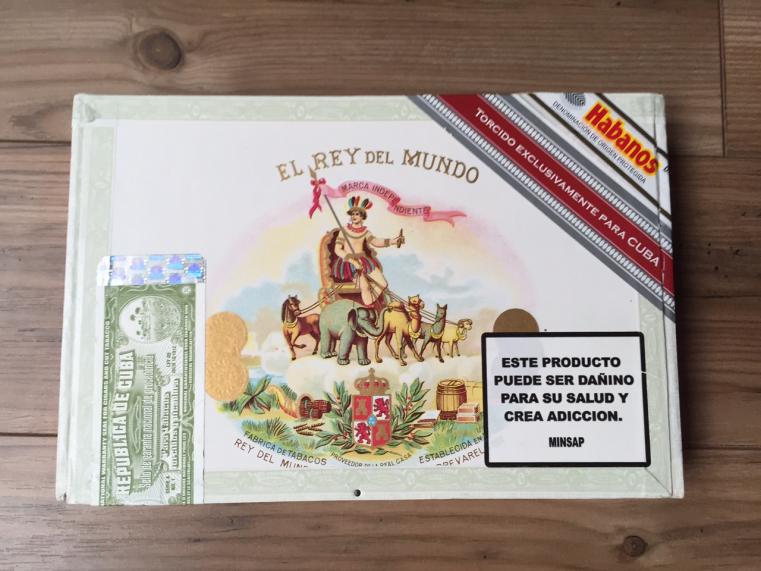 EL REY DEL MUNDO
MARCA INDEPENDIENTE
Habanos
DENOMINACIÓN DE ORIGEN PROTEGIDA
TORCIDO EXCLUSIVAMENTE PARA CUBA
REPUBLICA DE CUBA
ESTE PRODUCTO
PUEDE SER DAÑINO
PARA SU SALUD Y
CREA ADICCION.
MINSAP
FABRICA DE TABACOS
PROVEEDOR DE LA REAL CASA
ESTABLECIDA EN
REY DEL MUN